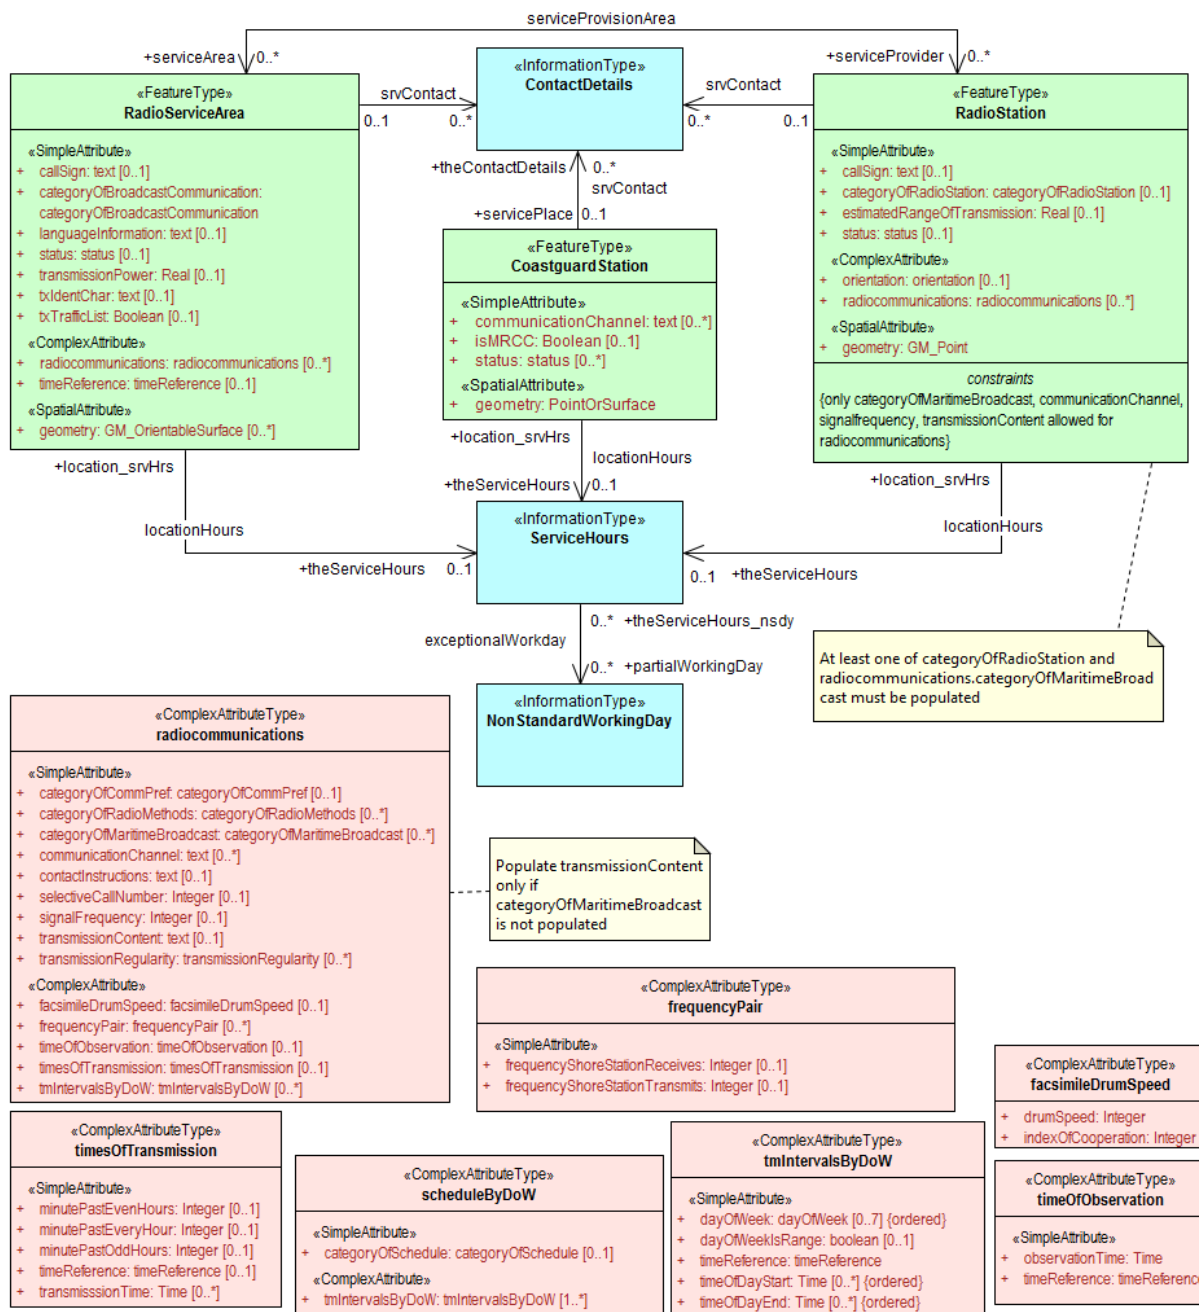 serviceProvisionArea
+serviceArea
0..*
+serviceProvider
0..*
«FeatureType»
RadioServiceArea
«SimpleAttribute»
+ callSign: text [0..1]
+ categoryOfBroadcastCommunication:
categoryOfBroadcastCommunication
+ languageInformation: text [0..1]
+ status: status [0..1]
+ transmissionPower: Real [0..1]
+ txIdentChar: text [0..1]
+ txTrafficList: Boolean [0..1]
«ComplexAttribute»
+ radiocommunications: radiocommunications [0..*]
+ timeReference: timeReference [0..1]
«SpatialAttribute»
+ geometry: GM_OrientableSurface [0..*]
srvContact
0..1
0..*
«InformationType»
ContactDetails
srvContact
0..*
0..1
«FeatureType»
RadioStation
«SimpleAttribute»
+ callSign: text [0..1]
+ categoryOfRadioStation: categoryOfRadioStation [0..1]
+ estimatedRangeOfTransmission: Real [0..1]
+ status: status [0..1]
«ComplexAttribute»
+ orientation: orientation [0..1]
+ radiocommunications: radiocommunications [0..*]
«SpatialAttribute»
+ geometry: GM_Point
constraints
{only categoryOfMaritimeBroadcast, communicationChannel,
signalfrequency, transmissionContent allowed for
radiocommunications}
+theContactDetails
0..*
srvContact
+servicePlace
0..1
«FeatureType»
CoastguardStation
«SimpleAttribute»
+ communicationChannel: text [0..*]
+ isMRCC: Boolean [0..1]
+ status: status [0..*]
«SpatialAttribute»
+ geometry: PointOrSurface
+location_srvHrs
locationHours
+theServiceHours
0..1
+location_srvHrs
locationHours
+theServiceHours
0..1
+location_srvHrs
locationHours
0..1
+theServiceHours
«InformationType»
ServiceHours
0..*
+theServiceHours_nsdy
exceptionalWorkday
0..*
+partialWorkingDay
«InformationType»
NonStandardWorkingDay
At least one of categoryOfRadioStation and
radiocommunications.categoryOfMaritimeBroad
cast must be populated
«ComplexAttributeType»
radiocommunications
«SimpleAttribute»
+ categoryOfCommPref: categoryOfCommPref [0..1]
+ categoryOfRadioMethods: categoryOfRadioMethods [0..*]
+ categoryOfMaritimeBroadcast: categoryOfMaritimeBroadcast [0..*]
+ communicationChannel: text [0..*]
+ contactInstructions: text [0..1]
+ selectiveCallNumber: Integer [0..1]
+ signalFrequency: Integer [0..1]
+ transmissionContent: text [0..1]
+ transmissionRegularity: transmissionRegularity [0..*]
«ComplexAttribute»
+ facsimileDrumSpeed: facsimileDrumSpeed [0..1]
+ frequencyPair: frequencyPair [0..*]
+ timeOfObservation: timeOfObservation [0..1]
+ timesOfTransmission: timesOfTransmission [0..1]
+ tmIntervalsByDoW: tmIntervalsByDoW [0..*]
Populate transmissionContent
only if
categoryOfMaritimeBroadcast
is not populated
«ComplexAttributeType»
frequencyPair
«SimpleAttribute»
+ frequencyShoreStationReceives: Integer [0..1]
+ frequencyShoreStationTransmits: Integer [0..1]
«ComplexAttributeType»
facsimileDrumSpeed
+ drumSpeed: Integer
+ indexOfCooperation: Integer
«ComplexAttributeType»
timesOfTransmission
«SimpleAttribute»
+ minutePastEvenHours: Integer [0..1]
+ minutePastEveryHour: Integer [0..1]
+ minutePastOddHours: Integer [0..1]
+ timeReference: timeReference [0..1]
+ transmisssionTime: Time [0..*]
«ComplexAttributeType»
scheduleByDoW
«SimpleAttribute»
+ categoryOfSchedule: categoryOfSchedule [0..1]
«ComplexAttribute»
+ tmIntervalsByDoW: tmIntervalsByDoW [1..*]
«ComplexAttributeType»
tmIntervalsByDoW
«SimpleAttribute»
+ dayOfWeek: dayOfWeek [0..7] {ordered}
+ dayOfWeekIsRange: boolean [0..1]
+ timeReference: timeReference
+ timeOfDayStart: Time [0..*] {ordered}
+ timeOfDayEnd: Time [0..*] {ordered}
«ComplexAttributeType»
timeOfObservation
«SimpleAttribute»
+ observationTime: Time
+ timeReference: timeReference